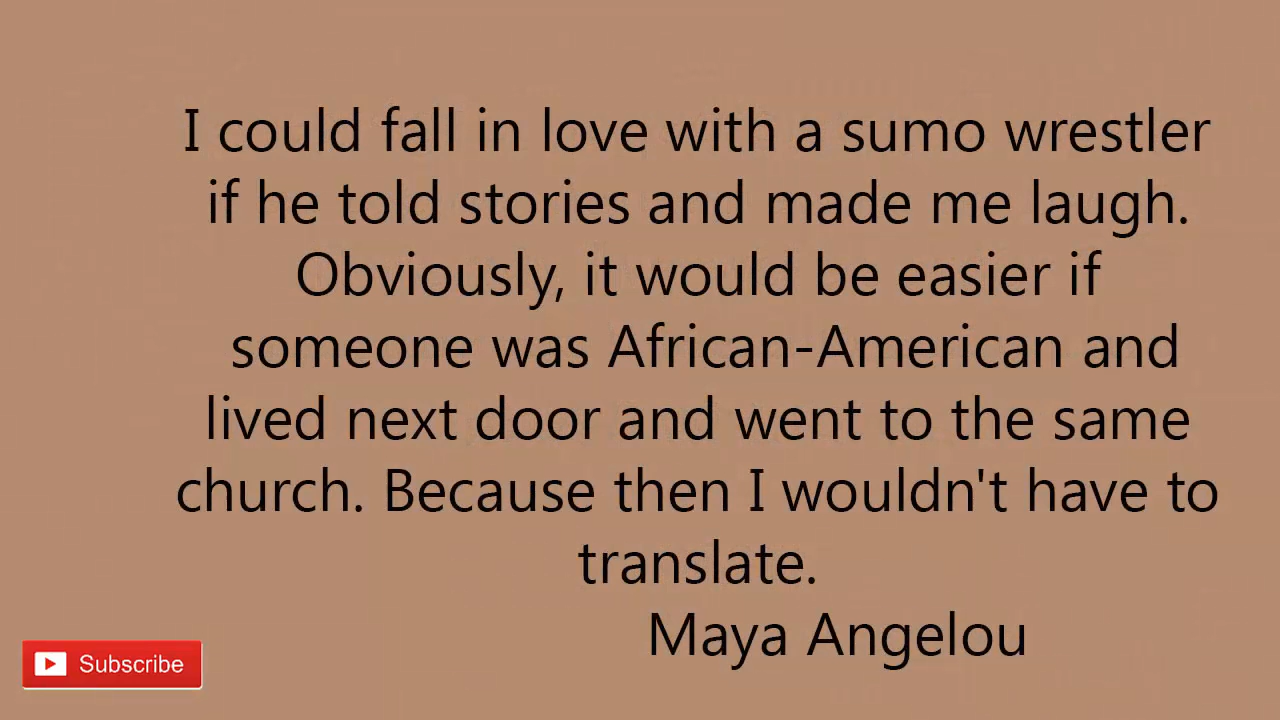 I could fall in love with a sumo wrestler
if he told stories and made me laugh.
Obviously, it would be easier if
someone was African-American and
lived next door and went to the same
church. Because then I wouldn't have to
translate.
Maya Angelou
Subscribe